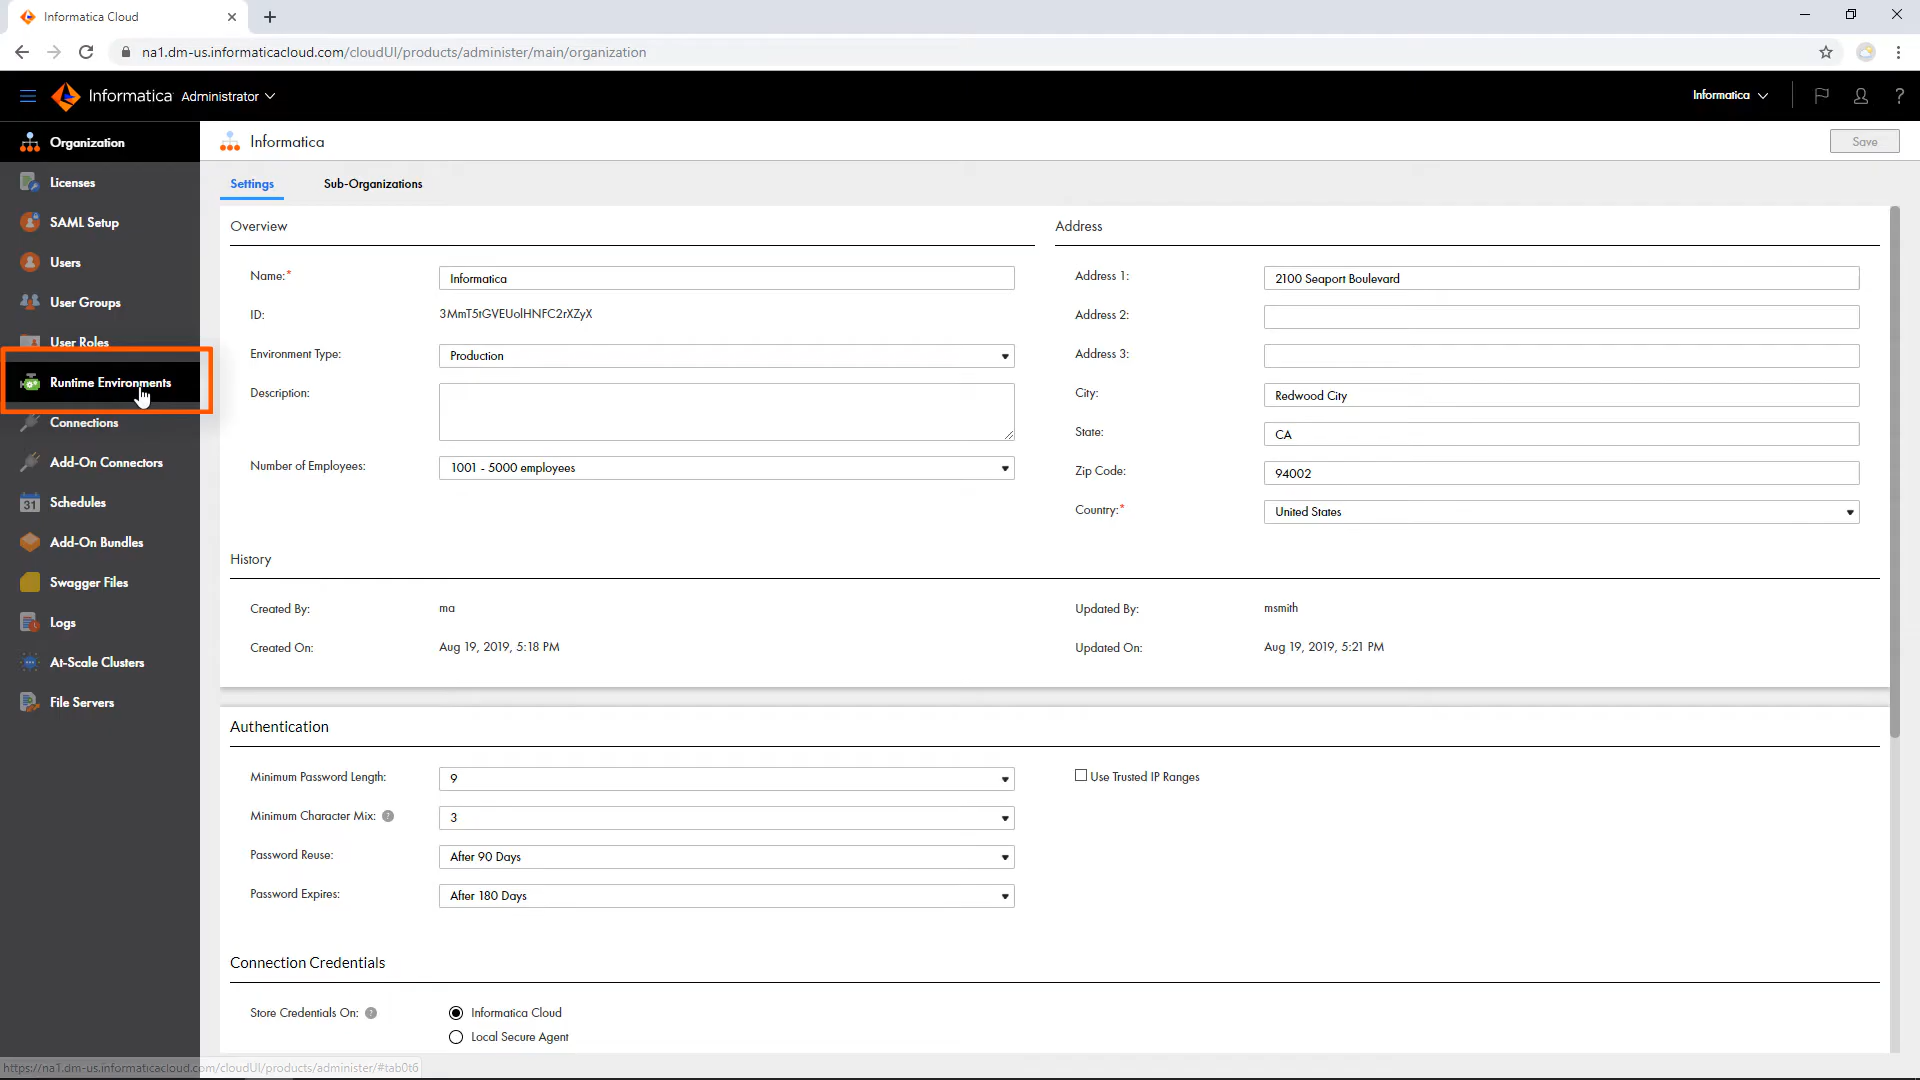 Informatica Cloud
na1.dm-us.informaticacloud.com/cloudUI/products/administer/main/organization
Informatica Administrator
Informatica
?
Organization
Licenses
SAML Setup
Users
User Groups
User Roles
Runtime Environments
Connections
Add-On Connectors
Schedules
31
Add-On Bundles
Swagger Files
Logs
At-Scale Clusters
File Servers
Informatica
Save
Settings
Sub-Organizations
Overview
Name:*
Informatica
ID:
3MmT5tGVEUolHNFC2rXZyX
Environment Type:
Production
Description:
Number of Employees:
1001 - 5000 employees
Address
Address 1:
2100 Seaport Boulevard
Address 2:
Address 3:
City:
Redwood City
State:
CA
Zip Code:
94002
Country:*
United States
History
Created By:
ma
Updated By:
msmith
Created On:
Aug 19, 2019, 5:18 PM
Updated On:
Aug 19, 2019, 5:21 PM
Authentication
Minimum Password Length:
9
Use Trusted IP Ranges
Minimum Character Mix: ?
3
Password Reuse:
After 90 Days
Password Expires:
After 180 Days
Connection Credentials
Store Credentials On: ?
Informatica Cloud
Local Secure Agent
https://na1.dm-us.informaticacloud.com/cloudUI/products/administer/#tab0t6